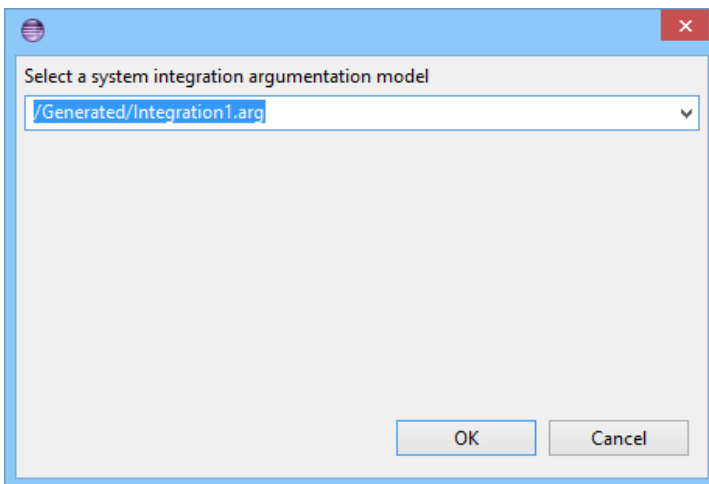 Select a system integration argumentation model
/Generated/Integration1.arg
OK Cancel